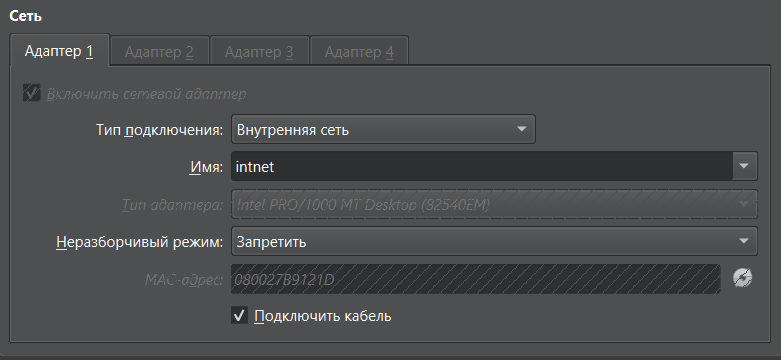 Сеть
Адаптер 1 Адаптер 2 Адаптер 3 Адаптер 4
Включить сетевой адаптер
Тип подключения: Внутренняя сеть
Имя: intnet
Тип адаптера: Intel PRO/1000 MT Desktop (82540EM)
Неразборчивый режим: Запретить
MAC-адрес: 080027B9121D
Подключить кабель